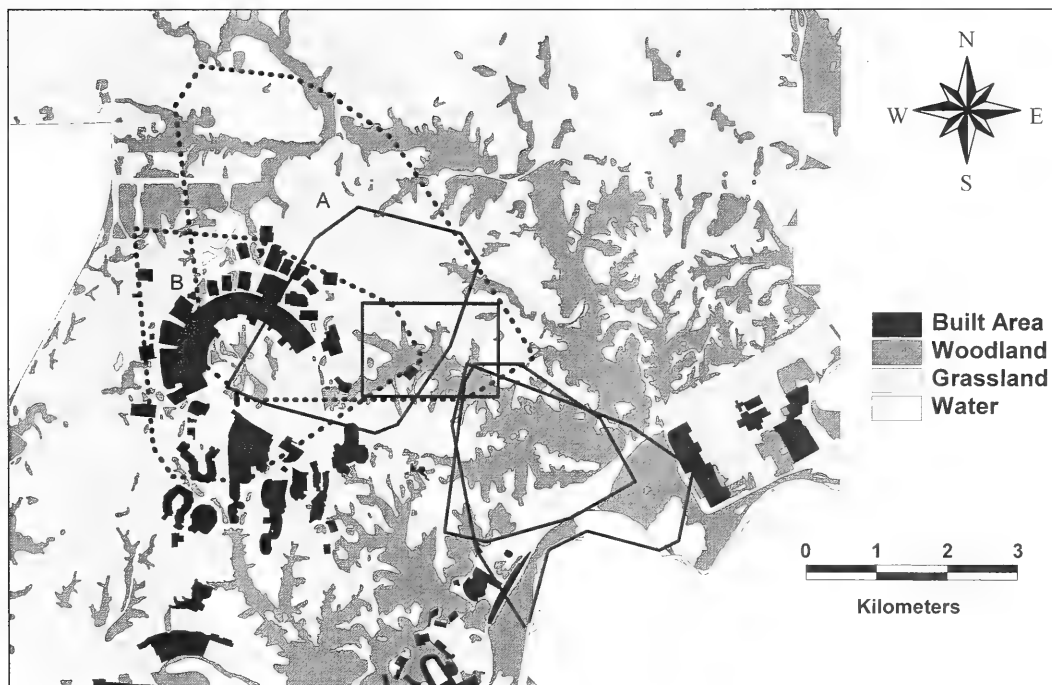 N
W E
S
A
B
Built Area
Woodland
Grassland
Water
0 1 2 3
Kilometers